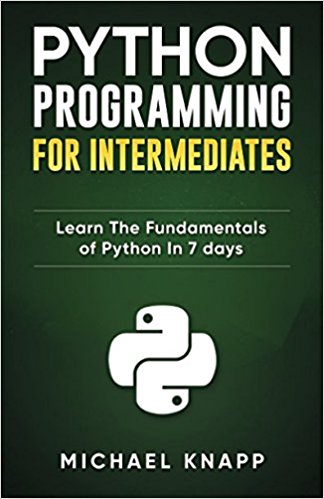 PYTHON
PROGRAMMING
FOR INTERMEDIATES
Learn The Fundamentals
of Python In 7 days
MICHAEL KNAPP